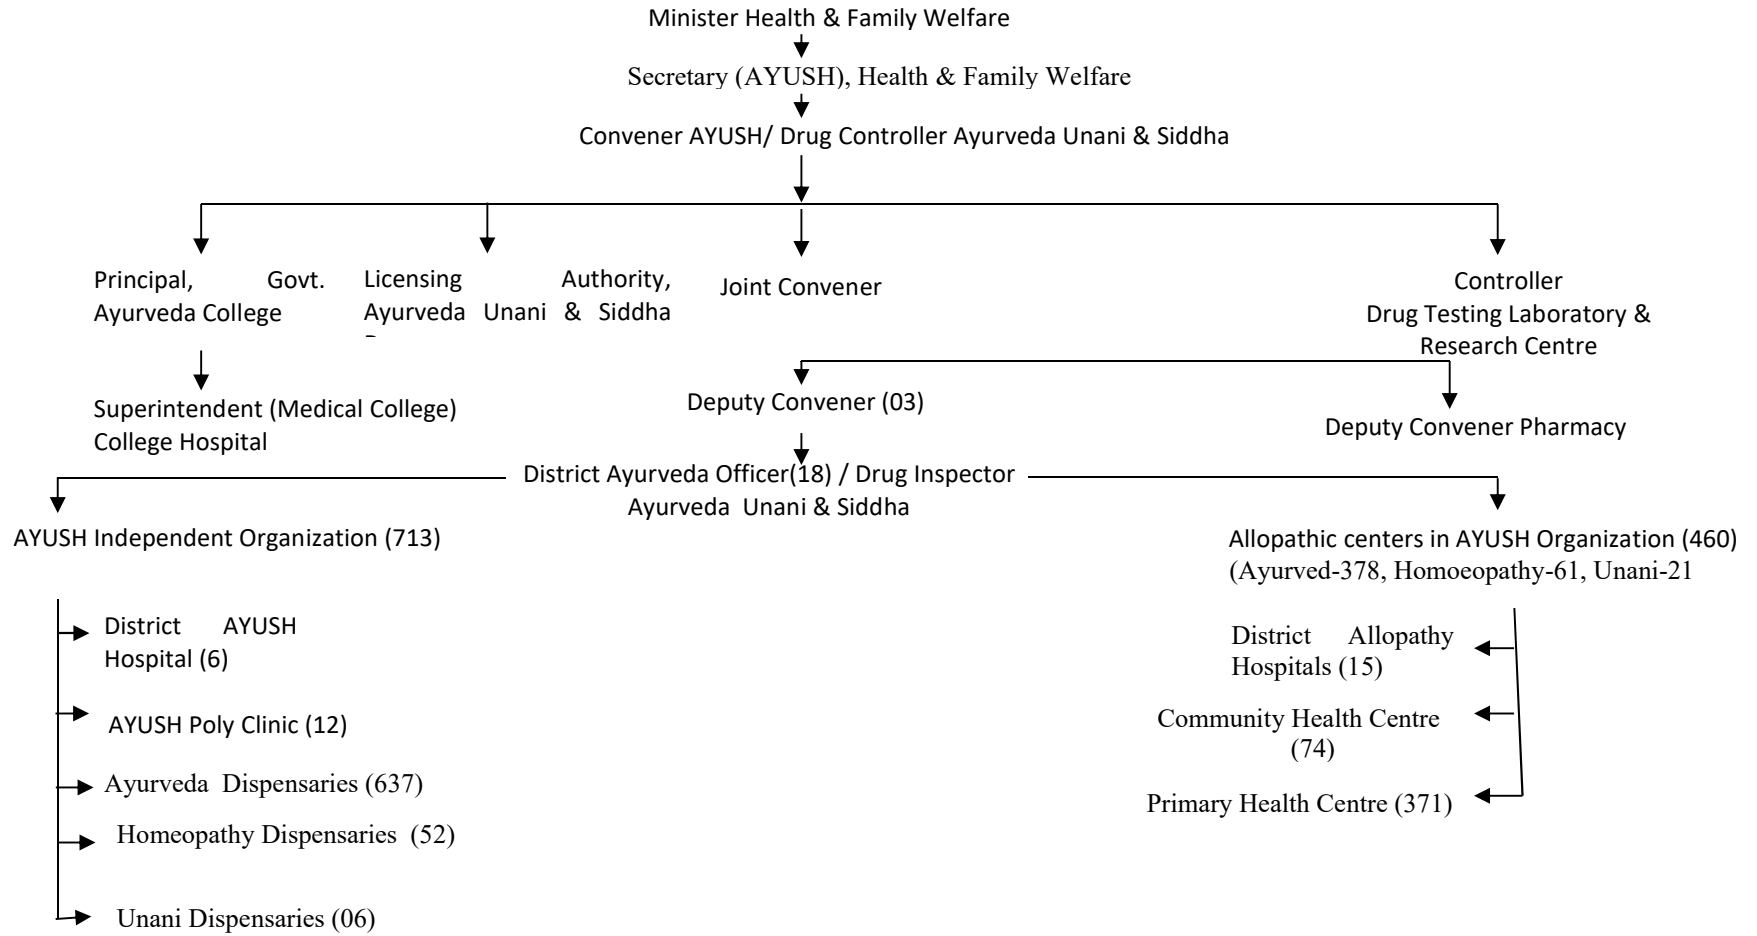 Minister Health & Family Welfare
Secretary (AYUSH), Health & Family Welfare
Convener AYUSH/ Drug Controller Ayurveda Unani & Siddha
Principal, Govt.
Ayurveda College
Licensing Authority,
Ayurveda Unani & Siddha
Joint Convener
Controller
Drug Testing Laboratory &
Research Centre
Superintendent (Medical College)
College Hospital
Deputy Convener (03)
Deputy Convener Pharmacy
District Ayurveda Officer(18) / Drug Inspector
Ayurveda Unani & Siddha
AYUSH Independent Organization (713)
Allopathic centers in AYUSH Organization (460)
(Ayurved-378, Homoeopathy-61, Unani-21
District AYUSH
Hospital (6)
AYUSH Poly Clinic (12)
Ayurveda Dispensaries (637)
Homeopathy Dispensaries (52)
Unani Dispensaries (06)
District Allopathy
Hospitals (15)
Community Health Centre
(74)
Primary Health Centre (371)